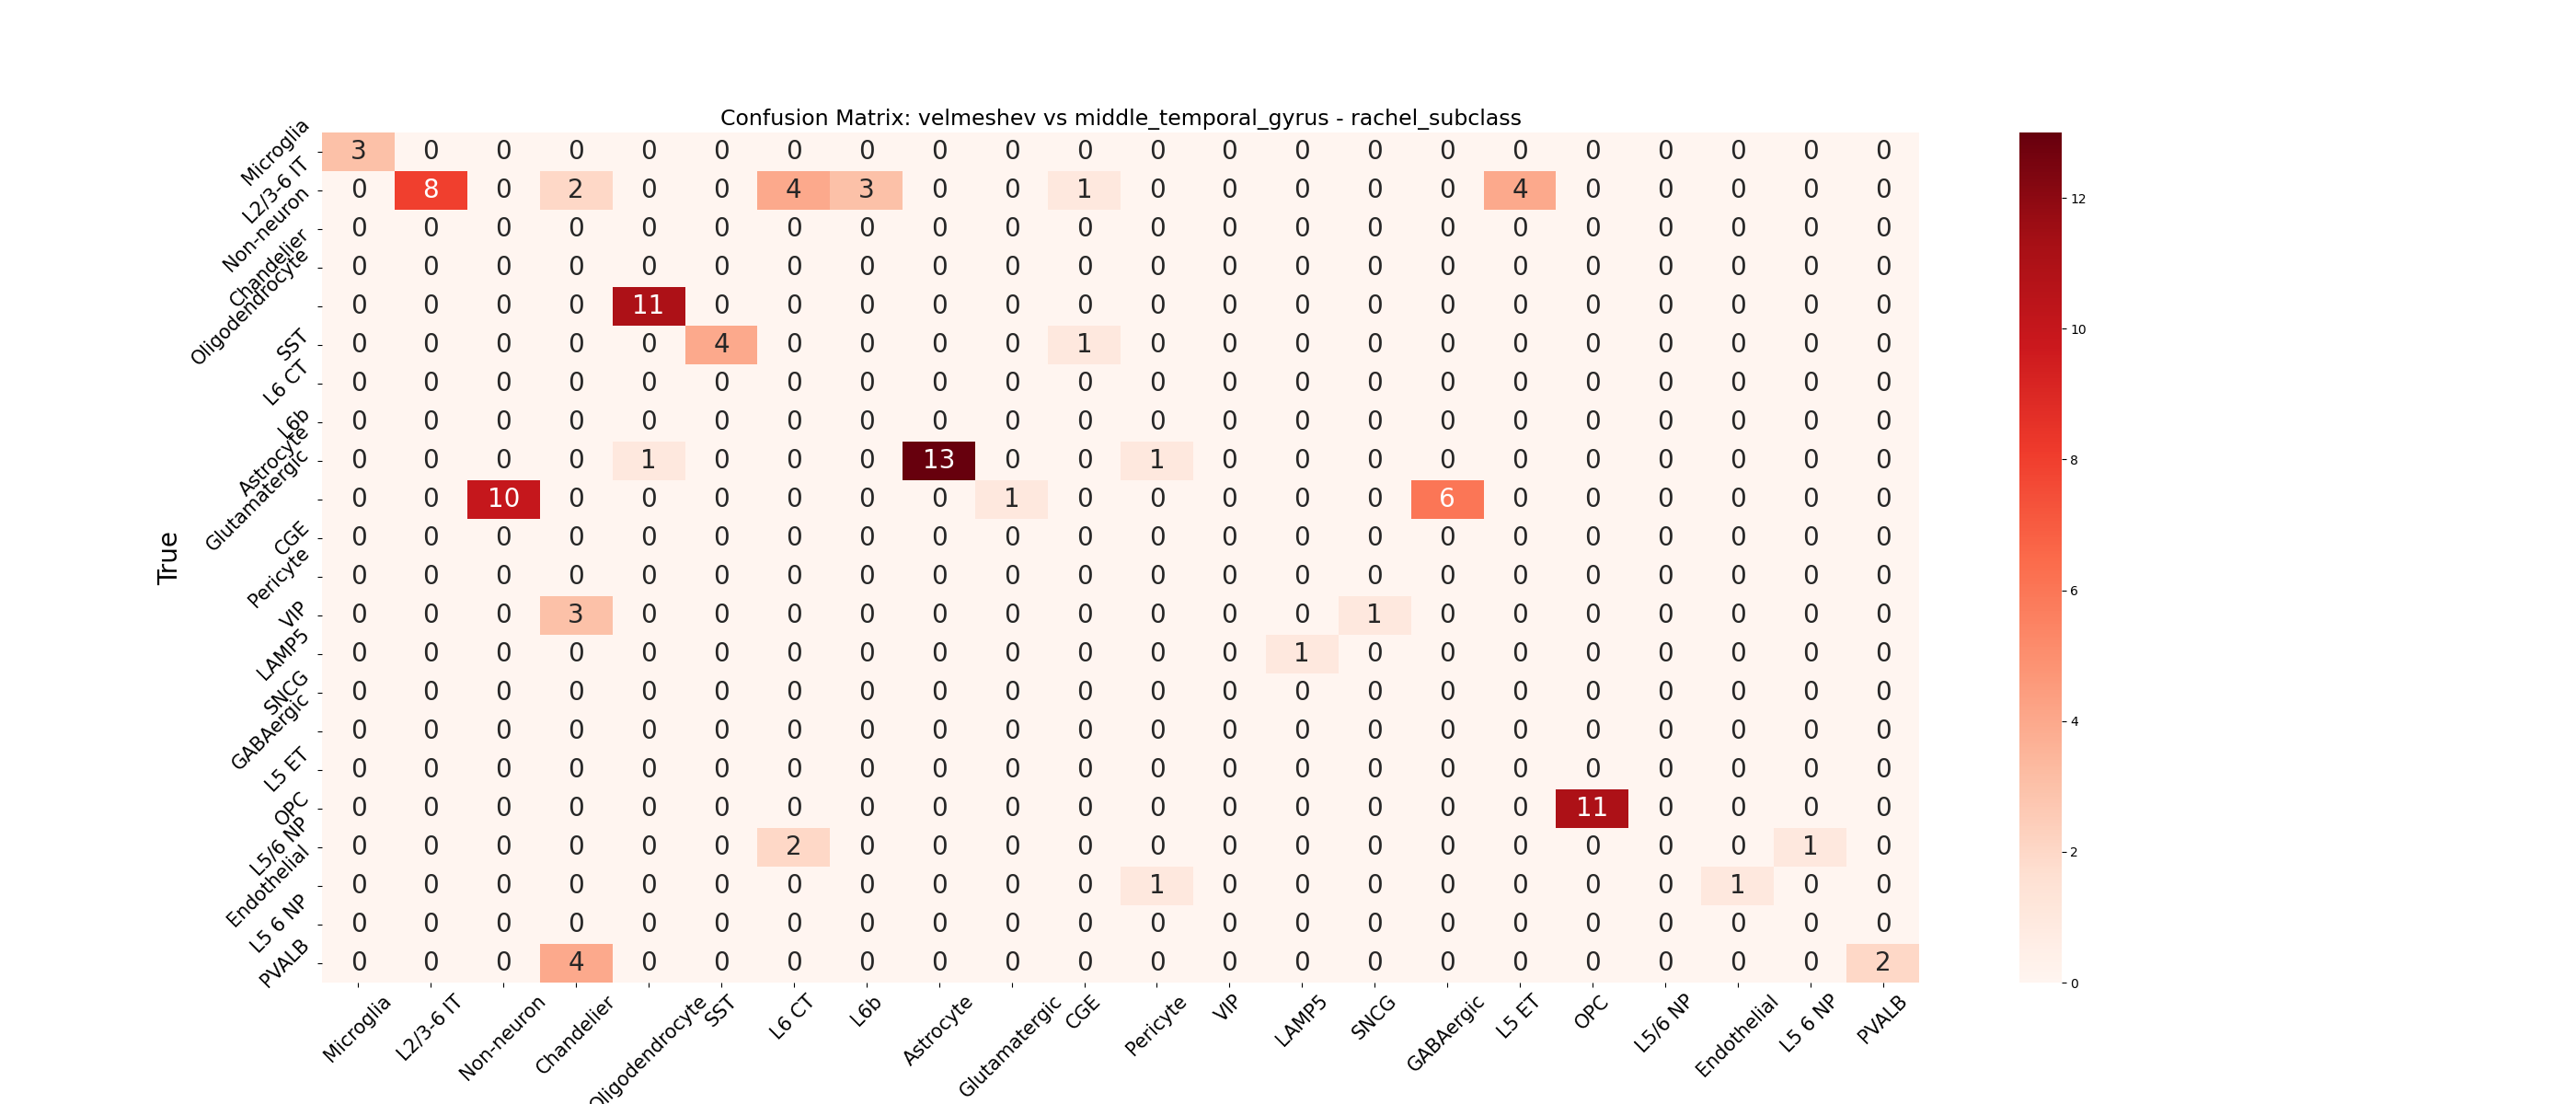 Confusion Matrix: velmeshev vs middle_temporal_gyrus - rachel_subclass
Microglia 3 0 0 0 0 0 0 0 0 0 0 0 0 0 0 0 0 0 0 0 0 0
L2/3-6 IT 0 8 0 2 0 0 4 3 0 0 1 0 0 0 0 0 4 0 0 0 0 0
Non-neuron 0 0 0 0 0 0 0 0 0 0 0 0 0 0 0 0 0 0 0 0 0 0
Chandelier 0 0 0 0 0 0 0 0 0 0 0 0 0 0 0 0 0 0 0 0 0 0
Oligodendrocyte 0 0 0 0 11 0 0 0 0 0 0 0 0 0 0 0 0 0 0 0 0 0
SST 0 0 0 0 0 4 0 0 0 0 1 0 0 0 0 0 0 0 0 0 0 0
L6 CT 0 0 0 0 0 0 0 0 0 0 0 0 0 0 0 0 0 0 0 0 0 0
L6b 0 0 0 0 0 0 0 0 0 0 0 0 0 0 0 0 0 0 0 0 0 0
Astrocyte 0 0 0 0 1 0 0 0 13 0 0 1 0 0 0 0 0 0 0 0 0 0
Glutamatergic 0 0 10 0 0 0 0 0 0 1 0 0 0 0 0 6 0 0 0 0 0 0
CGE 0 0 0 0 0 0 0 0 0 0 0 0 0 0 0 0 0 0 0 0 0 0
Pericyte 0 0 0 0 0 0 0 0 0 0 0 0 0 0 0 0 0 0 0 0 0 0
VIP 0 0 0 3 0 0 0 0 0 0 0 0 0 0 1 0 0 0 0 0 0 0
LAMP5 0 0 0 0 0 0 0 0 0 0 0 0 0 1 0 0 0 0 0 0 0 0
SNCG 0 0 0 0 0 0 0 0 0 0 0 0 0 0 0 0 0 0 0 0 0 0
GABAergic 0 0 0 0 0 0 0 0 0 0 0 0 0 0 0 0 0 0 0 0 0 0
L5 ET 0 0 0 0 0 0 0 0 0 0 0 0 0 0 0 0 0 0 0 0 0 0
OPC 0 0 0 0 0 0 0 0 0 0 0 0 0 0 0 0 0 11 0 0 0 0
L5/6 NP 0 0 0 0 0 0 2 0 0 0 0 0 0 0 0 0 0 0 0 0 1 0
Endothelial 0 0 0 0 0 0 0 0 0 0 0 1 0 0 0 0 0 0 0 1 0 0
L5 6 NP 0 0 0 0 0 0 0 0 0 0 0 0 0 0 0 0 0 0 0 0 0 0
PVALB 0 0 0 4 0 0 0 0 0 0 0 0 0 0 0 0 0 0 0 0 0 2
True
Microglia L2/3-6 IT Non-neuron Chandelier Oligodendrocyte SST L6 CT L6b Astrocyte Glutamatergic CGE Pericyte VIP LAMP5 SNCG GABAergic L5 ET OPC L5/6 NP Endothelial L5 6 NP PVALB
12
10
8
6
4
2
0